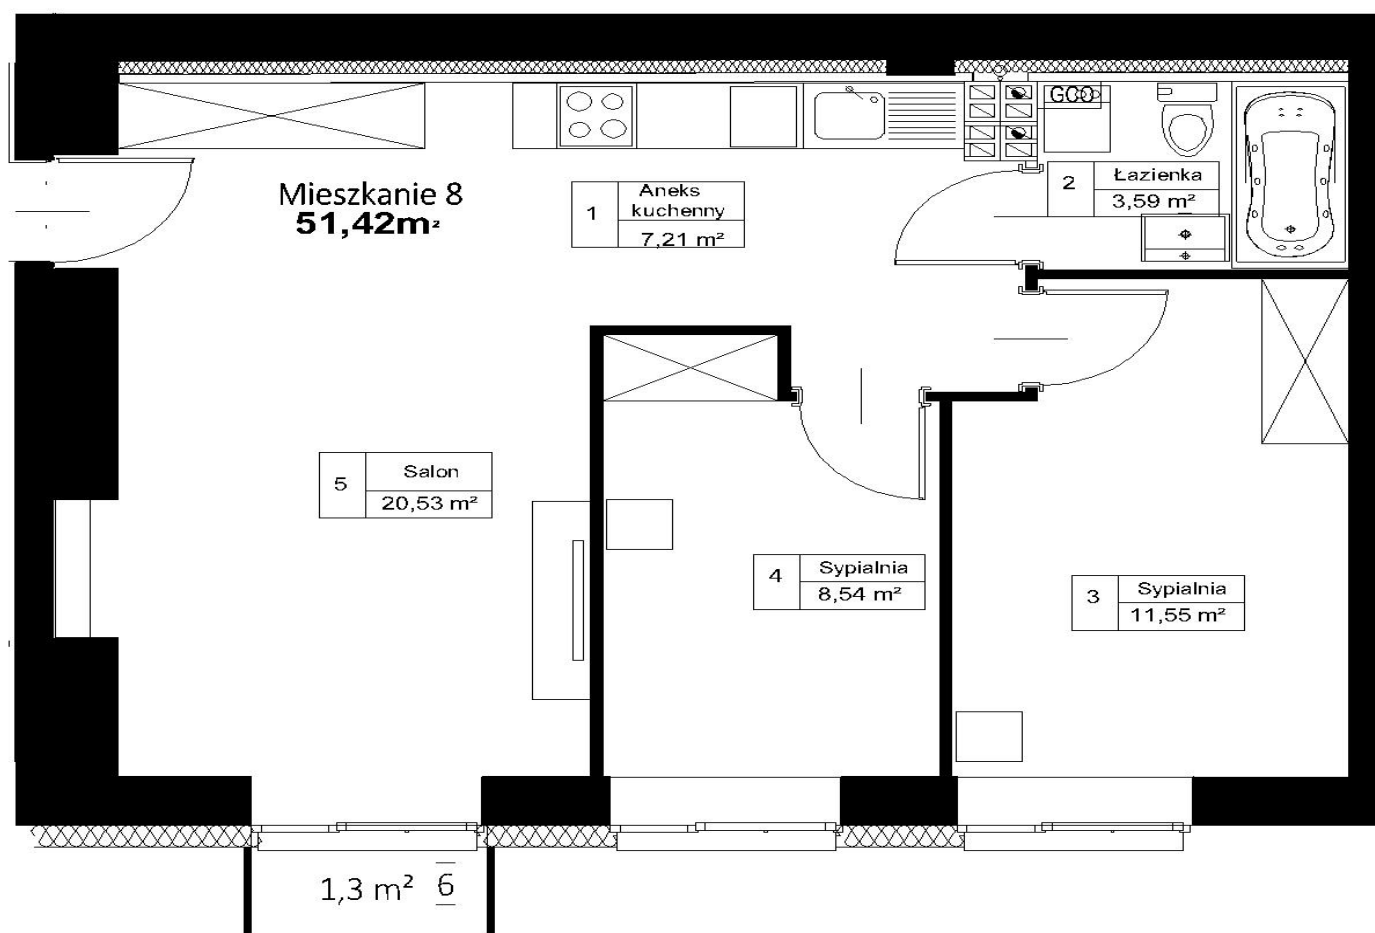 GCO
Mieszkanie 8
51,42m²
1
Aneks
kuchenny
7,21 m²
2
Łazienka
3,59 m²
5
Salon
20,53 m²
4
Sypialnia
8,54 m²
3
Sypialnia
11,55 m²
1,3 m² 6